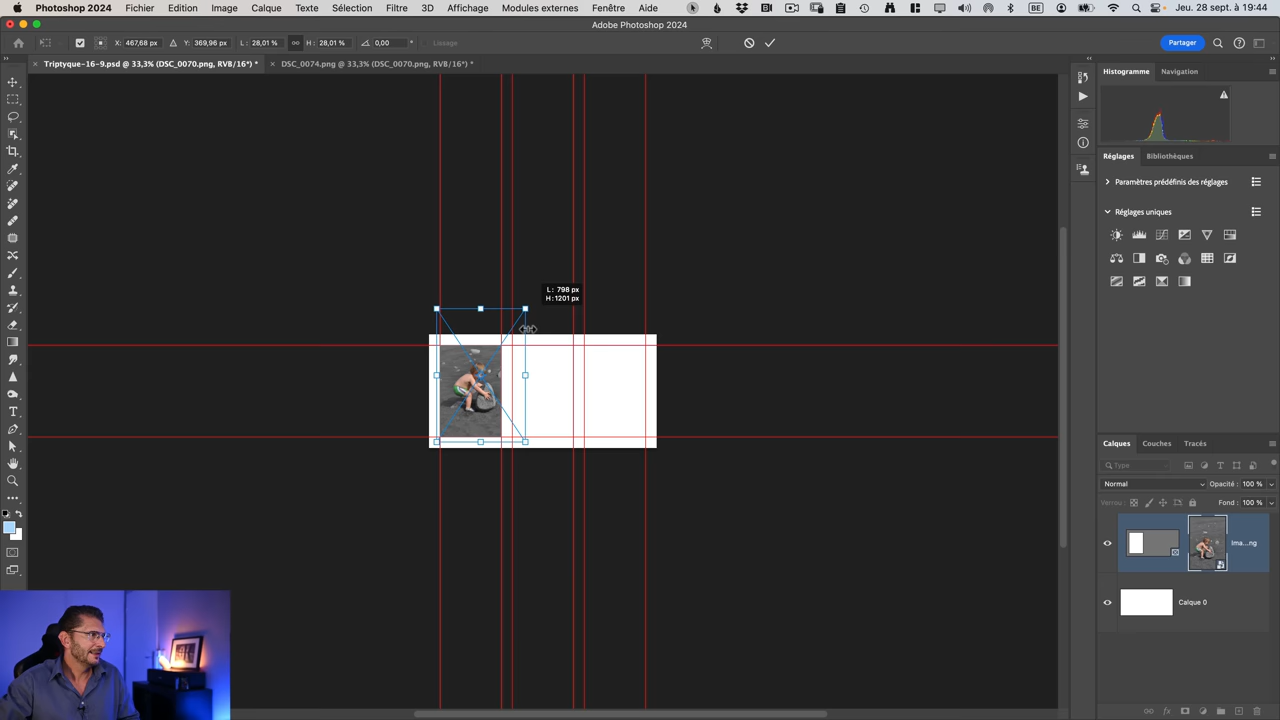 Photoshop 2024 Fichier Edition Image Calque Texte Sélection Filtre 3D Affichage Modules externes Fenêtre Aide BE Jeu. 28 sept. à 19:44
Adobe Photoshop 2024
X: 467,68 px Y: 369,96 px L: 28,01 % H: 28,01 % 0,00 ° Lissage Partager
Triptyque-16-9.psd @ 33,3% (DSC_0070.png, RVB/16*) * DSC_0074.png @ 33,3% (DSC_0070.png, RVB/16*) *
Histogramme Navigation
Réglages Bibliothèques
Paramètres prédéfinis des réglages
Réglages uniques
L: 798 px
H: 1201 px
Calques Couches Tracés
Type
Normal Opacité : 100 %
Verrou : Fond : 100 %
Ima...ng
Calque 0